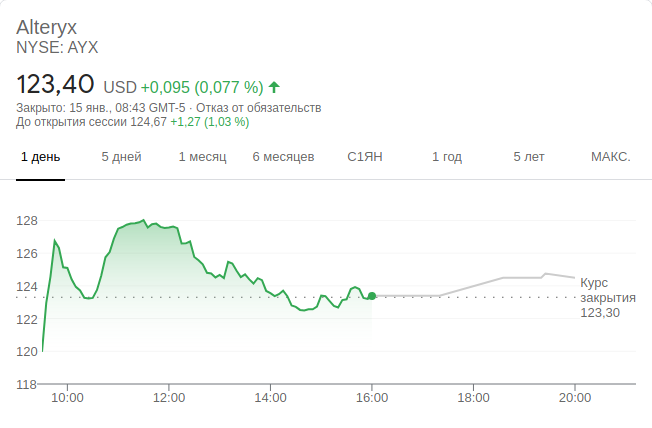 Alteryx
NYSE: AYX
123,40 USD +0,095 (0,077 %)
Закрыто: 15 янв., 08:43 GMT-5 · Отказ от обязательств
До открытия сессии 124,67 +1,27 (1,03 %)
1 день 5 дней 1 месяц 6 месяцев С1ЯН 1 год 5 лет МАКС.
128
126
124
122
120
118
Курс
закрытия
123,30
10:00 12:00 14:00 16:00 18:00 20:00